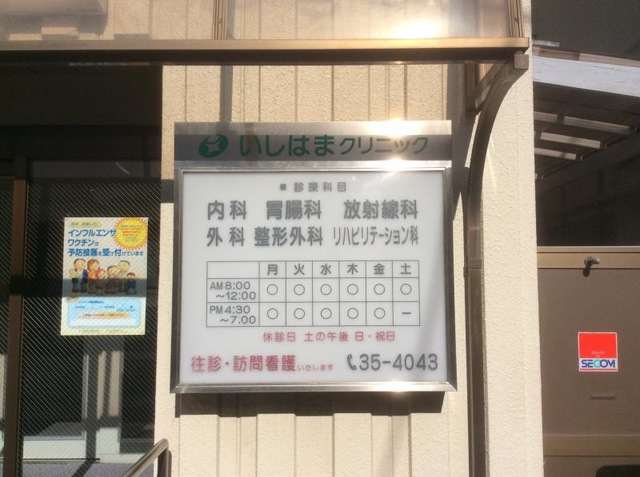 いしはまクリニック
■ 診療科目
内科 胃腸科 放射線科
外科 整形外科 リハビリテーション科
月 火 水 木 金 土
AM8:00 ～12:00 ○ ○ ○ ○ ○ ○
PM4:30 ～7:00 ○ ○ ○ ○ ○ ー
休診日 土の午後 日・祝日
往診・訪問看護いたします 35-4043
インフルエンザ
ワクチンの
予防接種を受け付けています
SECOM